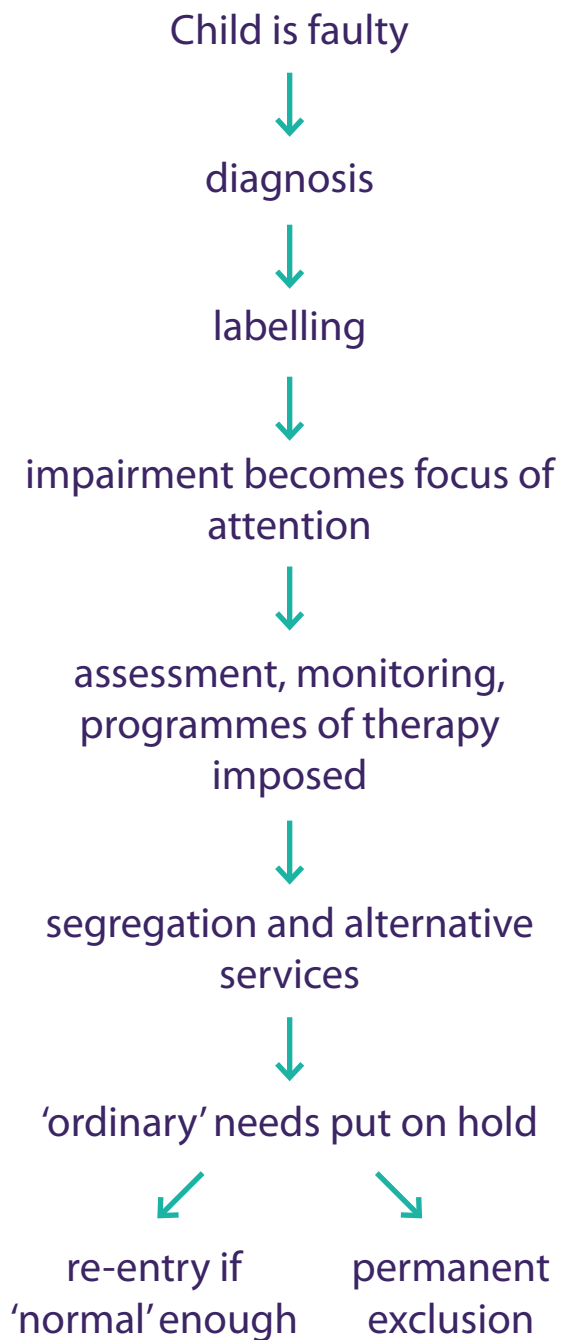 Child is faulty
diagnosis
labelling
impairment becomes focus of
attention
assessment, monitoring,
programmes of therapy
imposed
segregation and alternative
services
‘ordinary’ needs put on hold
re-entry if
‘normal’ enough
permanent
exclusion